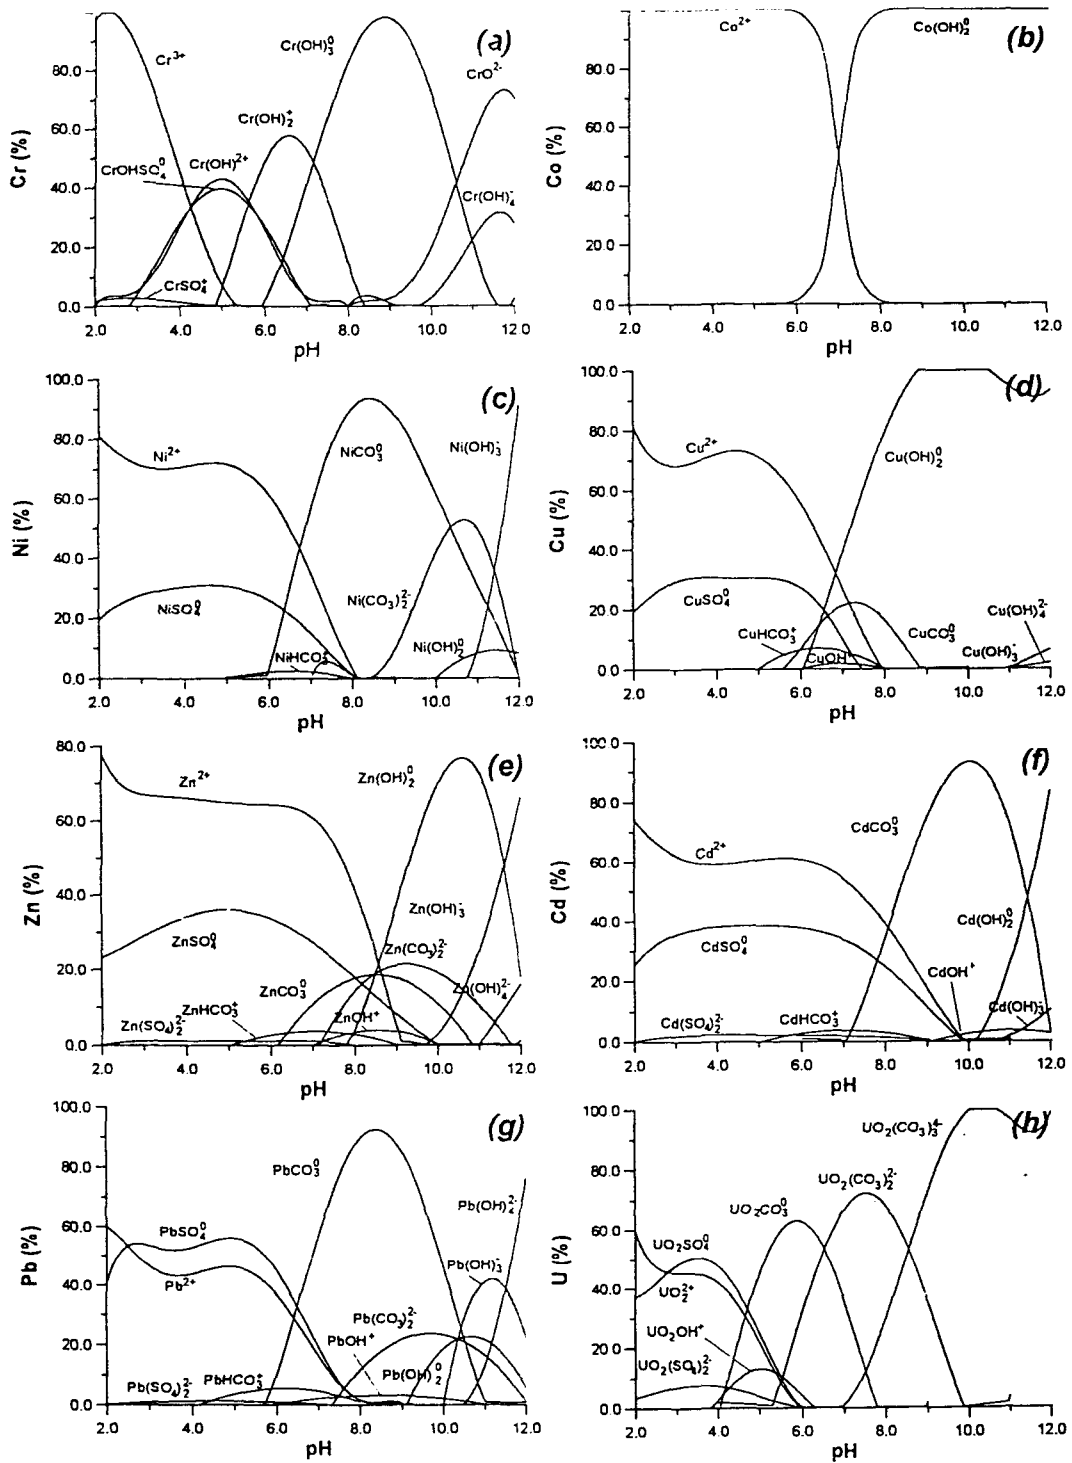 (a)
Cr (%)
80.0
60.0
40.0
20.0
0.0
Cr³⁺
Cr(OH)₃⁰
CrO²⁻
Cr(OH)₂⁺
CrOHSO₄⁰
Cr(OH)²⁺
Cr(OH)₄⁻
CrSO₄⁺
2.0 4.0 6.0 8.0 10.0 12.0
pH
(b)
Co (%)
80.0
60.0
40.0
20.0
0.0
Co²⁺
Co(OH)₂⁰
2.0 4.0 6.0 8.0 10.0 12.0
pH
(c)
Ni (%)
100.0
80.0
60.0
40.0
20.0
0.0
Ni²⁺
NiCO₃⁰
Ni(OH)₃⁻
NiSO₄⁰
Ni(CO₃)₂²⁻
NiHCO₃⁺
Ni(OH)₂⁰
2.0 4.0 6.0 8.0 10.0 12.0
pH
(d)
Cu (%)
100.0
80.0
60.0
40.0
20.0
0.0
Cu²⁺
Cu(OH)₂⁰
CuSO₄⁰
CuHCO₃⁺
CuCO₃⁰
CuOH⁺
Cu(OH)₄²⁻
Cu(OH)₃⁻
2.0 4.0 6.0 8.0 10.0 12.0
pH
(e)
Zn (%)
80.0
60.0
40.0
20.0
0.0
Zn²⁺
Zn(OH)₂⁰
Zn(OH)₃⁻
ZnSO₄⁰
Zn(CO₃)₂²⁻
ZnCO₃⁰
Zn(OH)₄²⁻
ZnHCO₃⁺
ZnOH⁺
Zn(SO₄)₂²⁻
2.0 4.0 6.0 8.0 10.0 12.0
pH
(f)
Cd (%)
100.0
80.0
60.0
40.0
20.0
0.0
CdCO₃⁰
Cd²⁺
CdSO₄⁰
Cd(OH)₂⁰
CdOH⁺
Cd(OH)₃⁻
Cd(SO₄)₂²⁻
CdHCO₃⁺
2.0 4.0 6.0 8.0 10.0 12.0
pH
(g)
Pb (%)
100.0
80.0
60.0
40.0
20.0
0.0
PbCO₃⁰
PbSO₄⁰
Pb²⁺
Pb(OH)₄²⁻
Pb(OH)₃⁻
Pb(CO₃)₂²⁻
PbOH⁺
Pb(OH)₂⁰
PbHCO₃⁺
Pb(SO₄)₂²⁻
2.0 4.0 6.0 8.0 10.0 12.0
pH
(h)
U (%)
100.0
80.0
60.0
40.0
20.0
0.0
UO₂(CO₃)₃⁴⁻
UO₂(CO₃)₂²⁻
UO₂CO₃⁰
UO₂SO₄⁰
UO₂²⁺
UO₂OH⁺
UO₂(SO₄)₂²⁻
2.0 4.0 6.0 8.0 10.0 12.0
pH